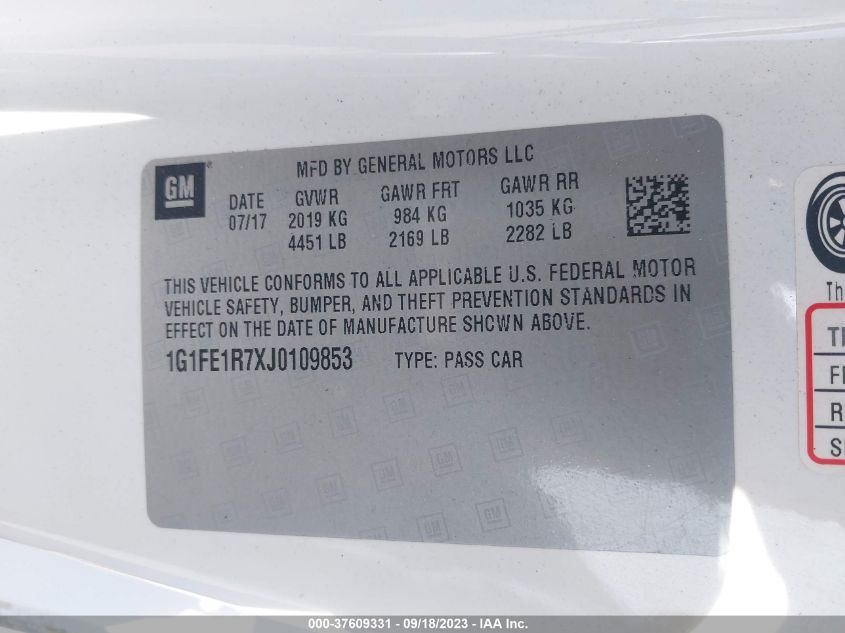 GM
MFD BY GENERAL MOTORS LLC
DATE GVWR GAWR FRT GAWR RR
07/17 2019 KG 984 KG 1035 KG
4451 LB 2169 LB 2282 LB
THIS VEHICLE CONFORMS TO ALL APPLICABLE U.S. FEDERAL MOTOR
VEHICLE SAFETY, BUMPER, AND THEFT PREVENTION STANDARDS IN
EFFECT ON THE DATE OF MANUFACTURE SHOWN ABOVE.
1G1FE1R7XJ0109853 TYPE: PASS CAR
000-37609331 - 09/18/2023 - IAA Inc.